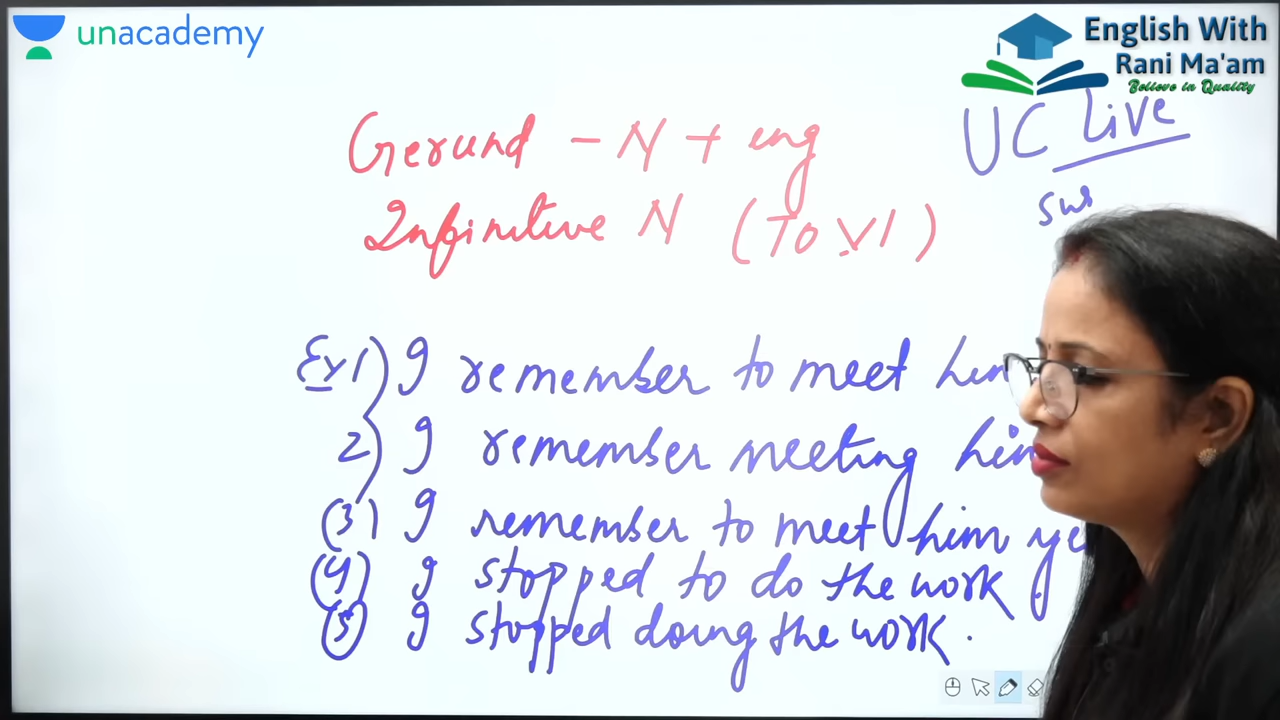 unacademy
English With
Rani Ma'am
Believe in Quality
UC Live
Gerund - N + ing
Infinitive N (To V1)
Ex1) I remember to meet
2) I remember meeting
(3) I remember to meet him
(4) I stopped to do the work.
(5) I stopped doing the work.